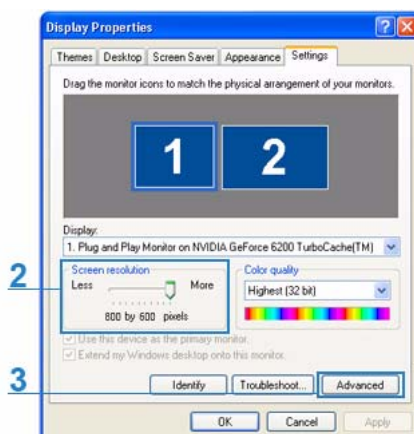 Display Properties
Themes Desktop Screen Saver Appearance Settings
Drag the monitor icons to match the physical arrangement of your monitors.
1 2
Display:
1. Plug and Play Monitor on NVIDIA GeForce 6200 TurboCache(TM)
2
Screen resolution
Less More
800 by 600 pixels
Color quality
Highest (32 bit)
Use this device as the primary monitor.
Extend my Windows desktop onto this monitor.
3
Identify Troubleshoot... Advanced
OK Cancel Apply